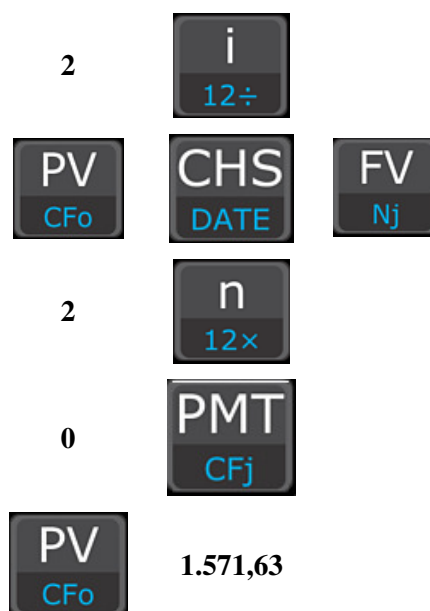 2 i
12÷
PV CHS FV
CFo DATE Nj
2 n
12×
0 PMT
CFj
PV 1.571,63
CFo